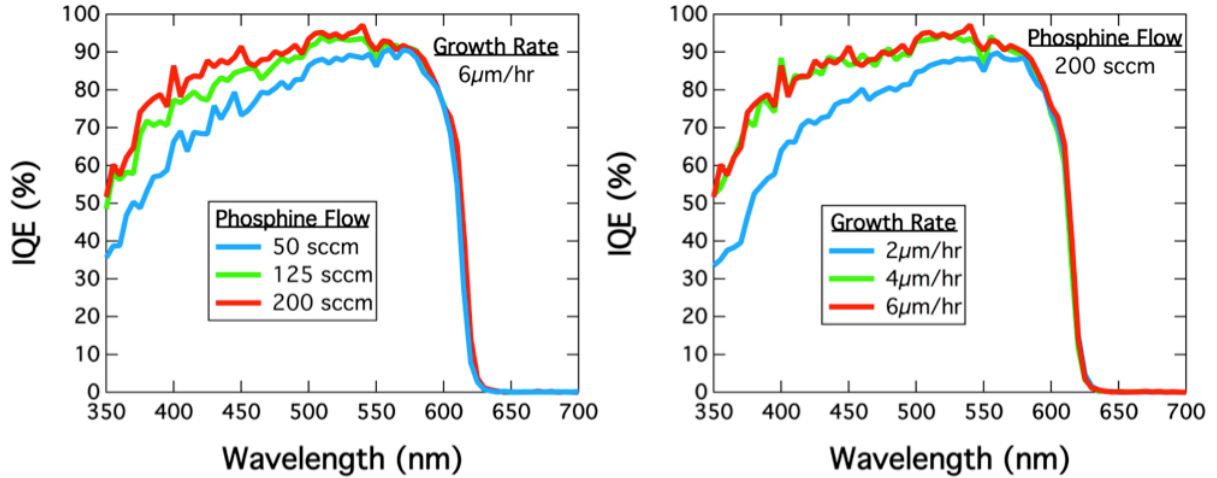 100
90
80
70
60
50
40
30
20
10
0
IQE (%)
Growth Rate
6µm/hr
Phosphine Flow
50 sccm
125 sccm
200 sccm
350 400 450 500 550 600 650 700
Wavelength (nm)
100
90
80
70
60
50
40
30
20
10
0
IQE (%)
Phosphine Flow
200 sccm
Growth Rate
2µm/hr
4µm/hr
6µm/hr
350 400 450 500 550 600 650 700
Wavelength (nm)